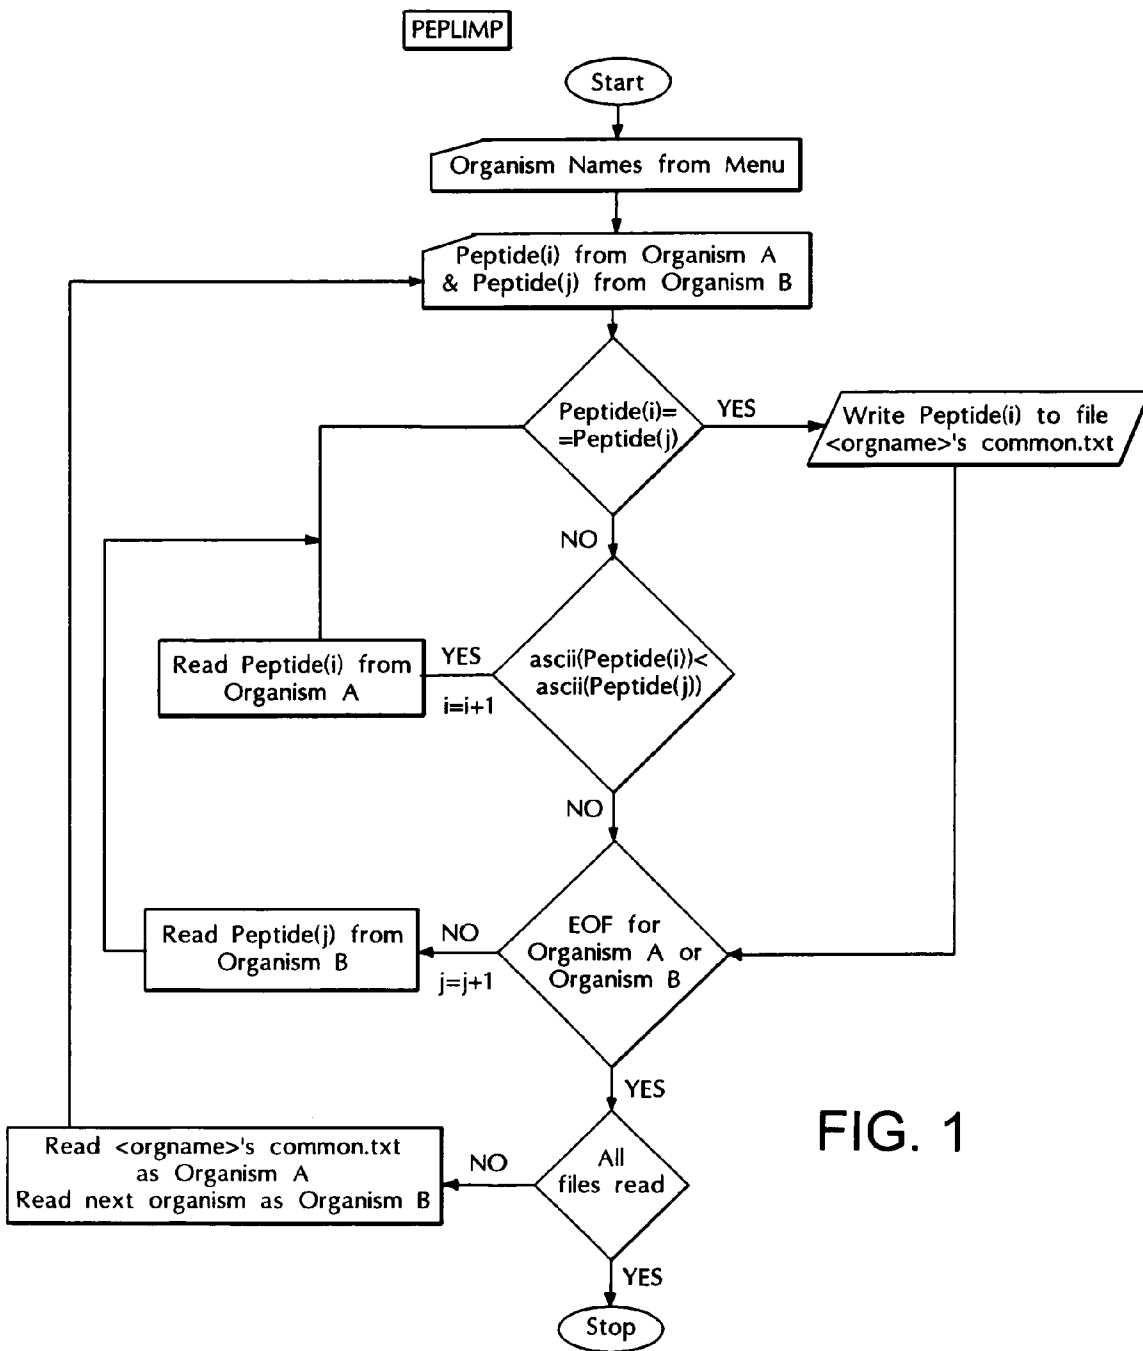 PEPLIMP
Start
Organism Names from Menu
Peptide(i) from Organism A
& Peptide(j) from Organism B
Peptide(i)=
=Peptide(j)
YES
Write Peptide(i) to file
<orgname>'s common.txt
NO
ascii(Peptide(i))<
ascii(Peptide(j))
YES
i=i+1
Read Peptide(i) from
Organism A
NO
EOF for
Organism A or
Organism B
NO
j=j+1
Read Peptide(j) from
Organism B
YES
All
files read
NO
Read <orgname>'s common.txt
as Organism A
Read next organism as Organism B
YES
Stop
FIG. 1